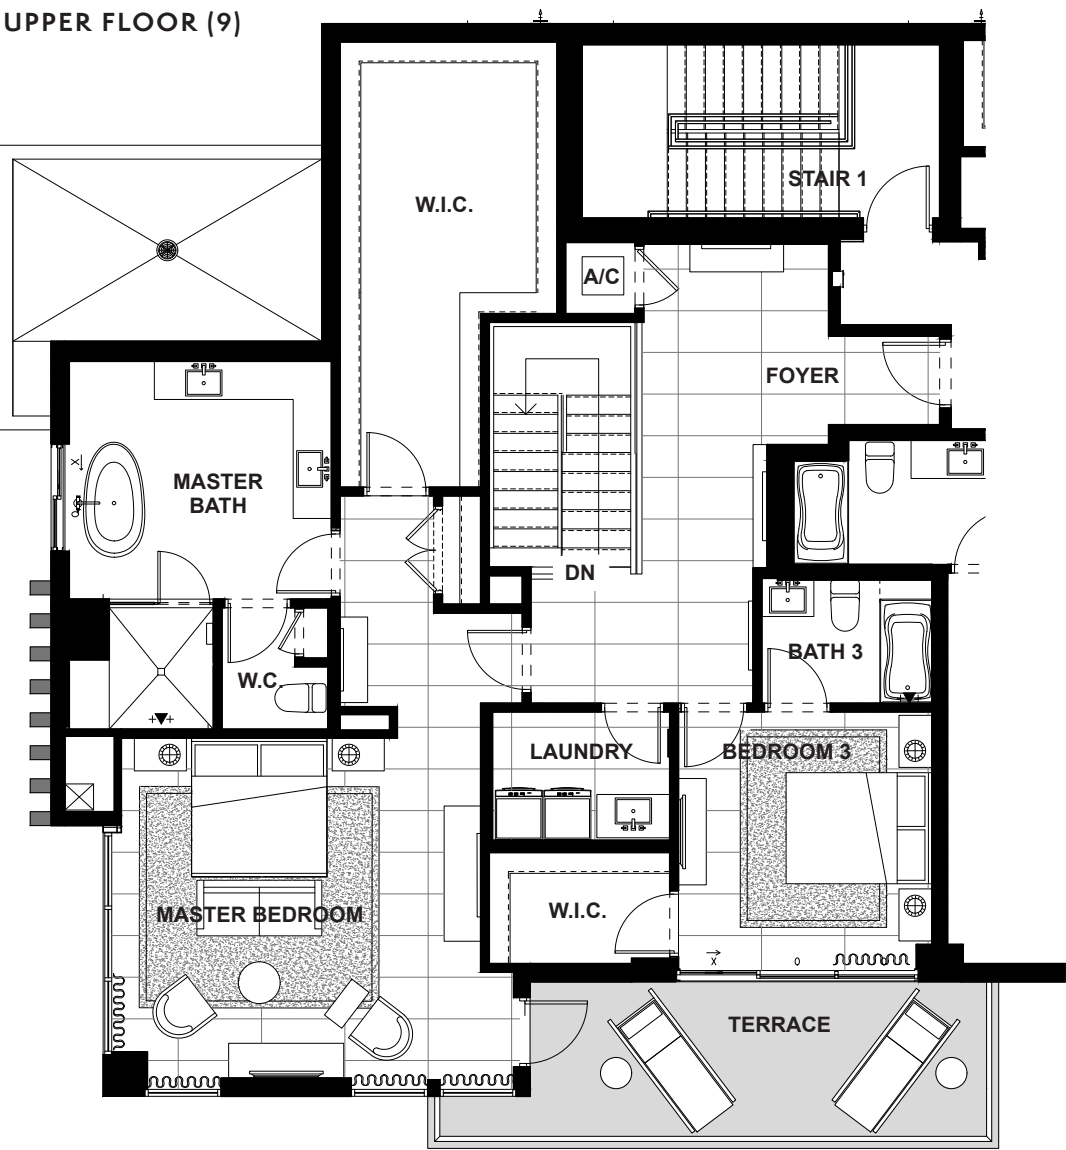 UPPER FLOOR (9)
STAIR 1
W.I.C.
A/C
FOYER
MASTER
BATH
X
DN
BATH 3
W.C.
LAUNDRY
BEDROOM 3
MASTER BEDROOM
W.I.C.
X
O
TERRACE